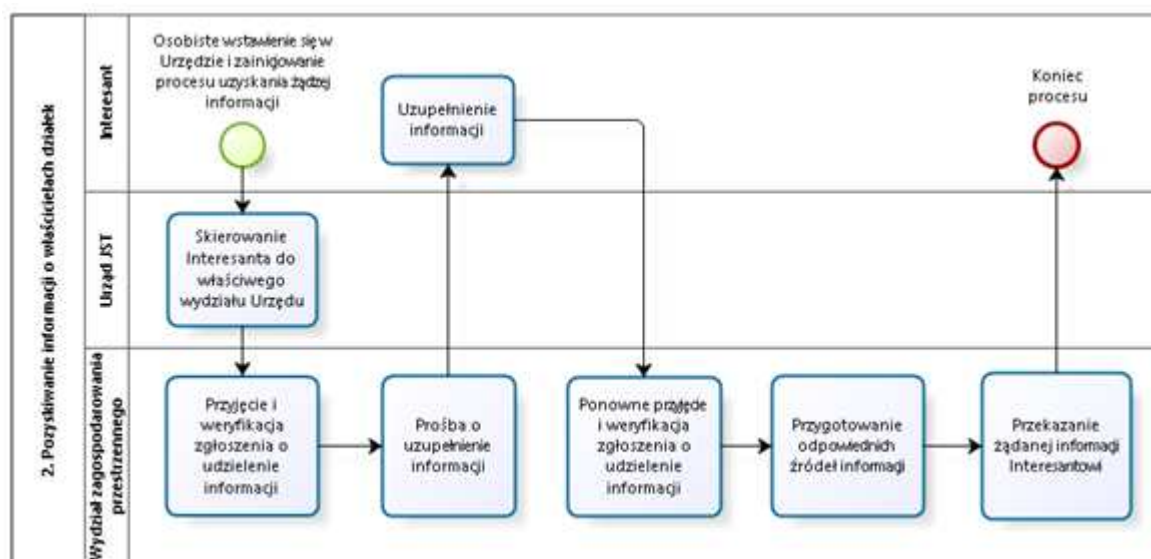 2. Pozyskiwanie informacji o właścicielach działek
Interesant
Osobiste wstawienie się w
Urzędzie i zainicjowanie
procesu uzyskania żądzej
informacji
Uzupełnienie
informacji
Koniec
procesu
Urząd JST
Skierowanie
Interesanta do
właściwego
wydziału Urzędu
Wydział zagospodarowania
przestrzennego
Przyjęcie i
weryfikacja
zgłoszenia o
udzielenie
informacji
Prośba o
uzupełnienie
informacji
Ponowne przyjęcie
i weryfikacja
zgłoszenia o
udzielenie
informacji
Przygotowanie
odpowiednich
źródeł informacji
Przekazanie
żądanej informacji
Interesantowi